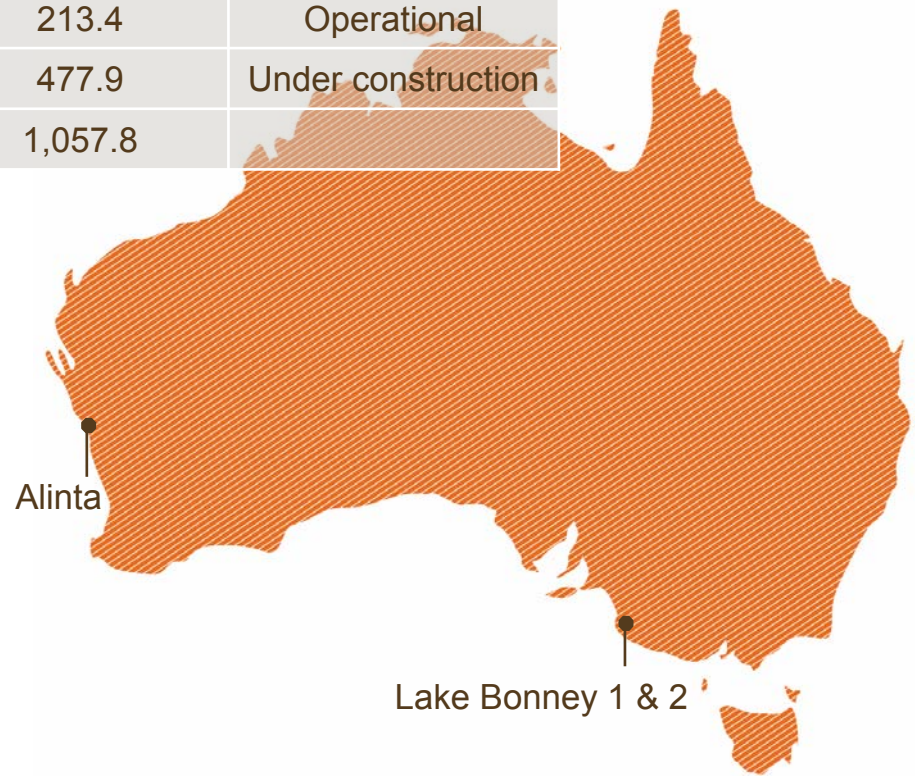 213.4 Operational
477.9 Under construction
1,057.8
Alinta
Lake Bonney 1 & 2